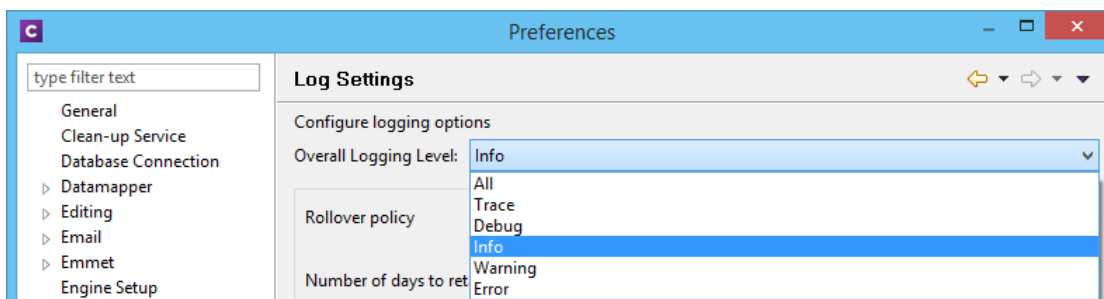 C Preferences
type filter text
General
Clean-up Service
Database Connection
Datamapper
Editing
Email
Emmet
Engine Setup
Log Settings
Configure logging options
Overall Logging Level: Info
All
Trace
Debug
Info
Warning
Error
Rollover policy
Number of days to ret